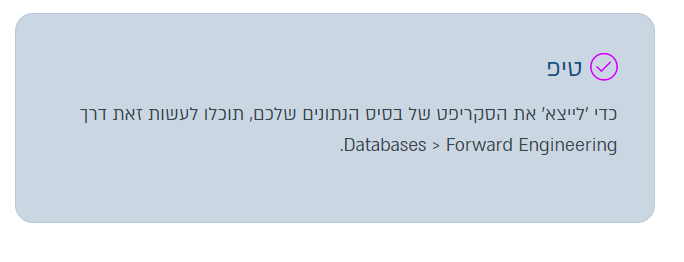 טיפ
כדי 'לייצא' את הסקריפט של בסיס הנתונים שלכם, תוכלו לעשות זאת דרך
Databases > Forward Engineering.